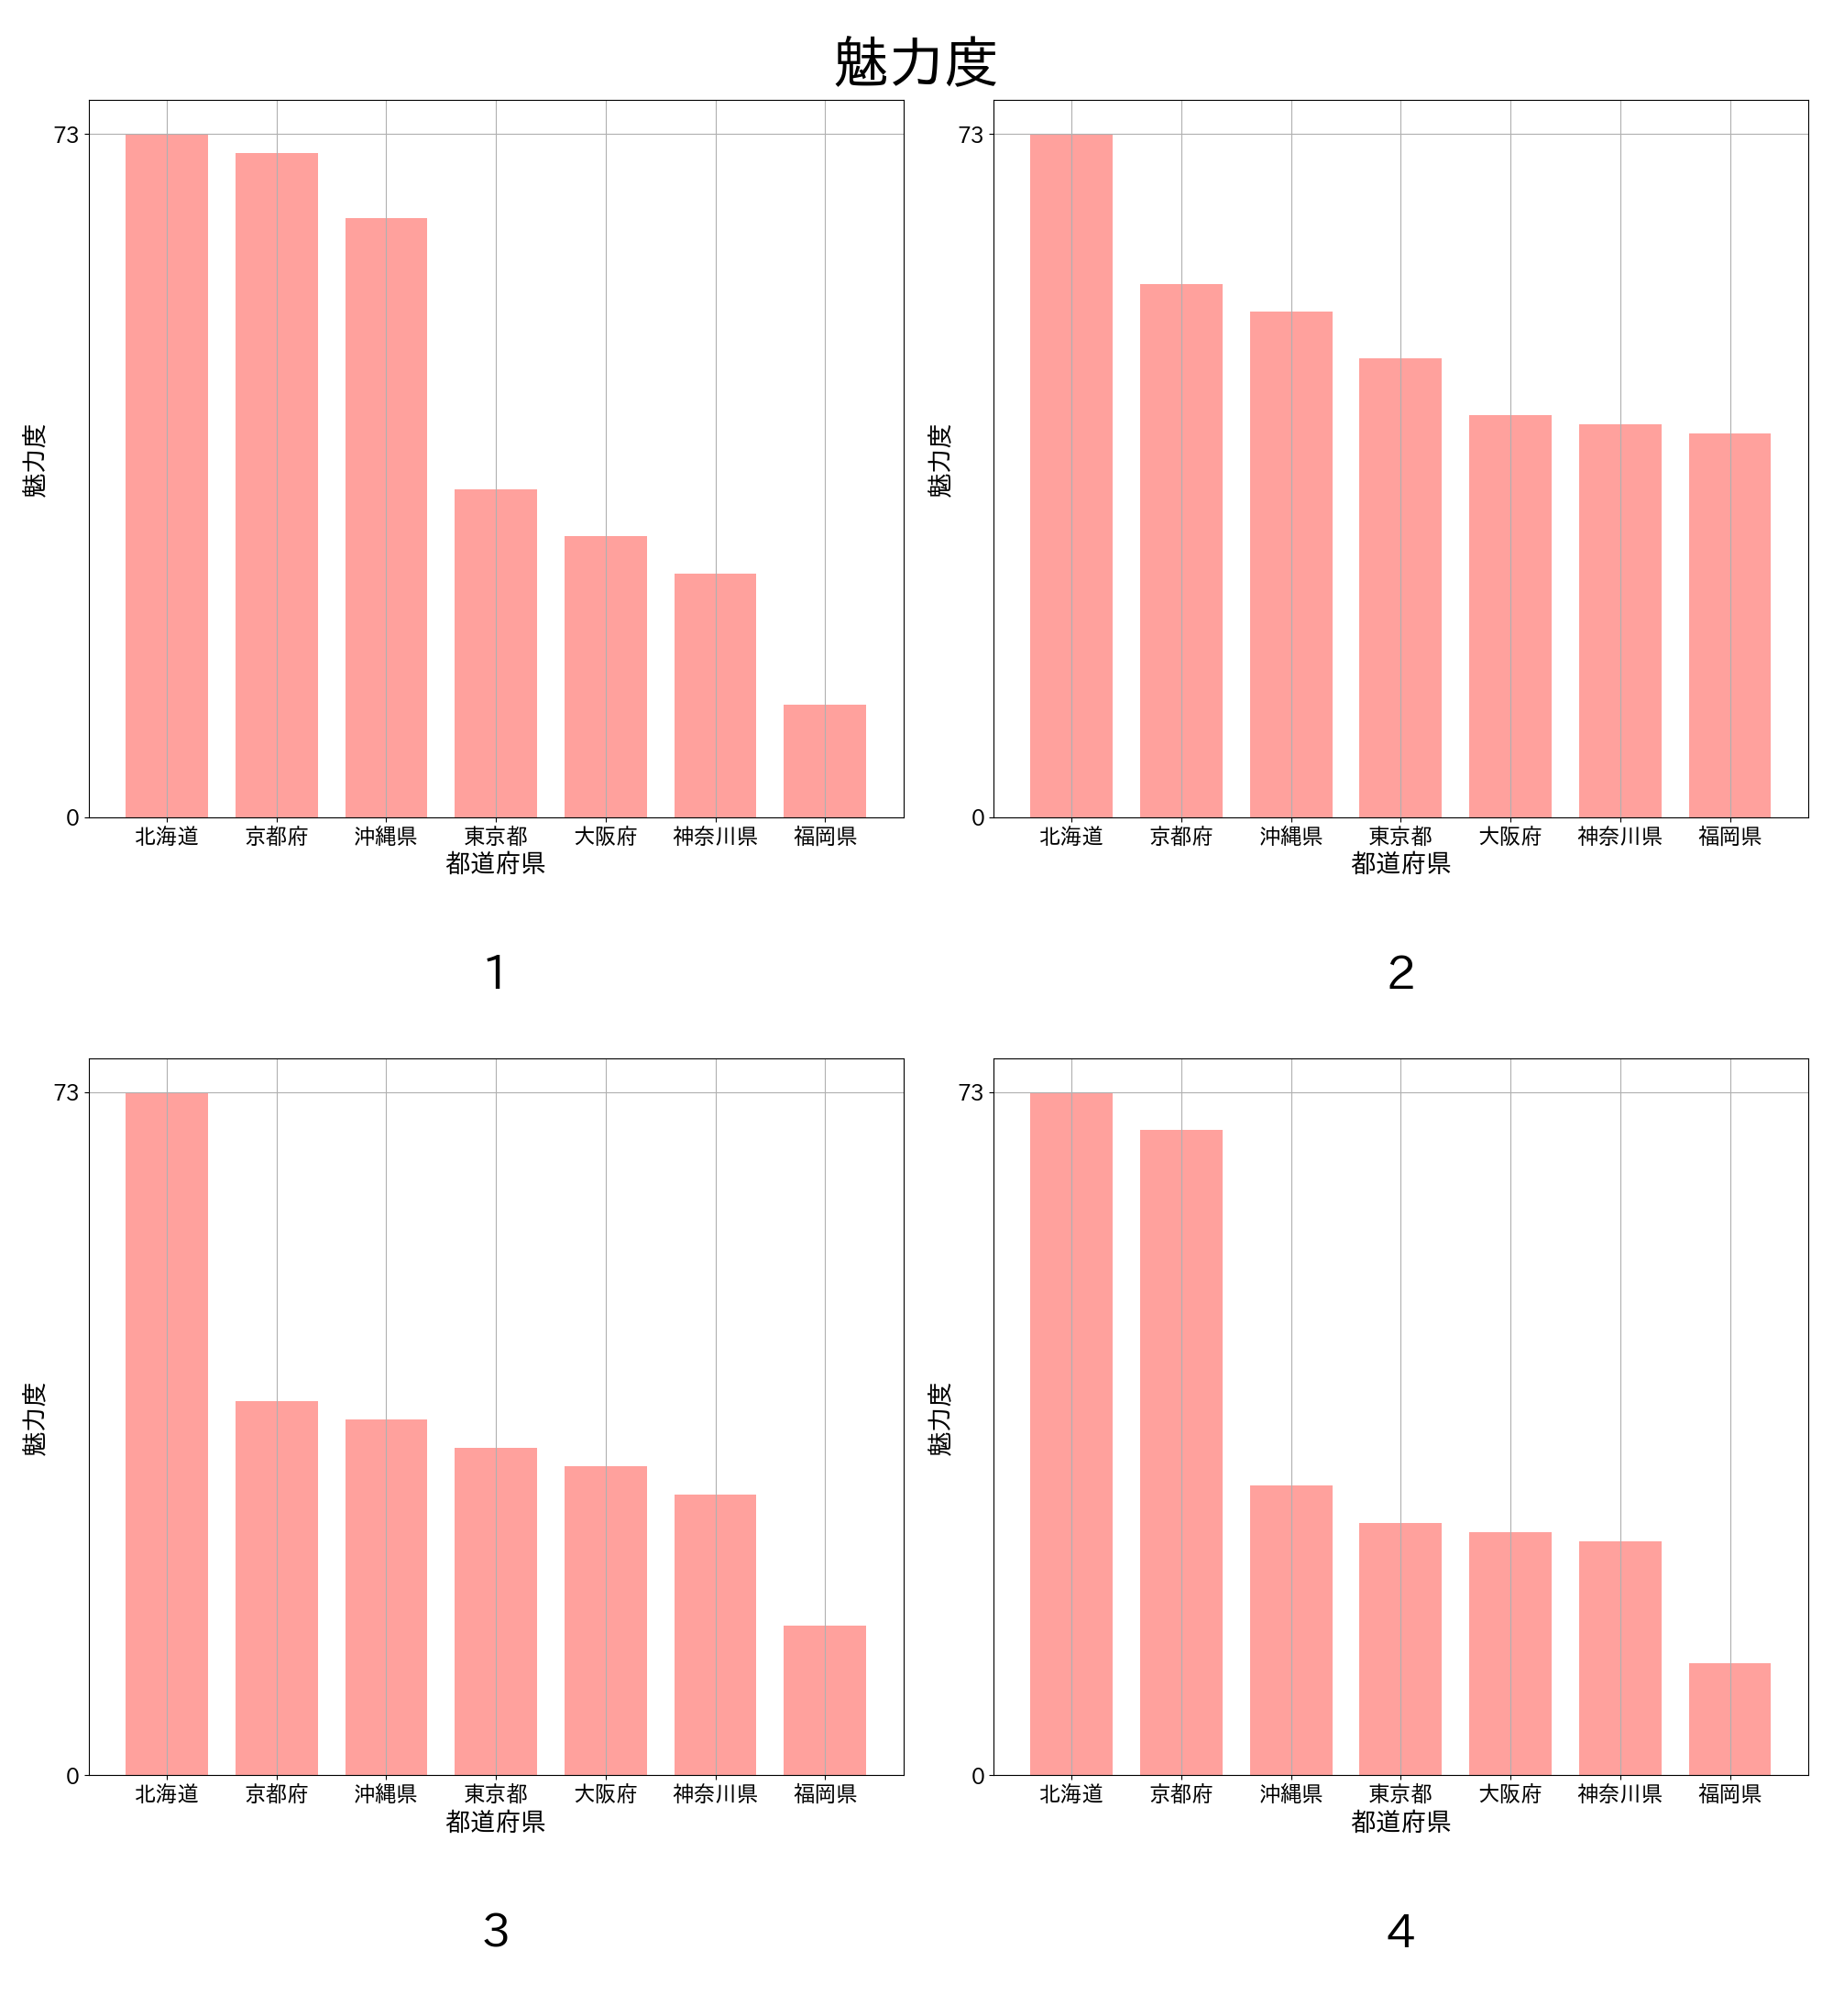 魅力度
73
0
魅力度
北海道 京都府 沖縄県 東京都 大阪府 神奈川県 福岡県
都道府県
1
73
0
魅力度
北海道 京都府 沖縄県 東京都 大阪府 神奈川県 福岡県
都道府県
2
73
0
魅力度
北海道 京都府 沖縄県 東京都 大阪府 神奈川県 福岡県
都道府県
3
73
0
魅力度
北海道 京都府 沖縄県 東京都 大阪府 神奈川県 福岡県
都道府県
4